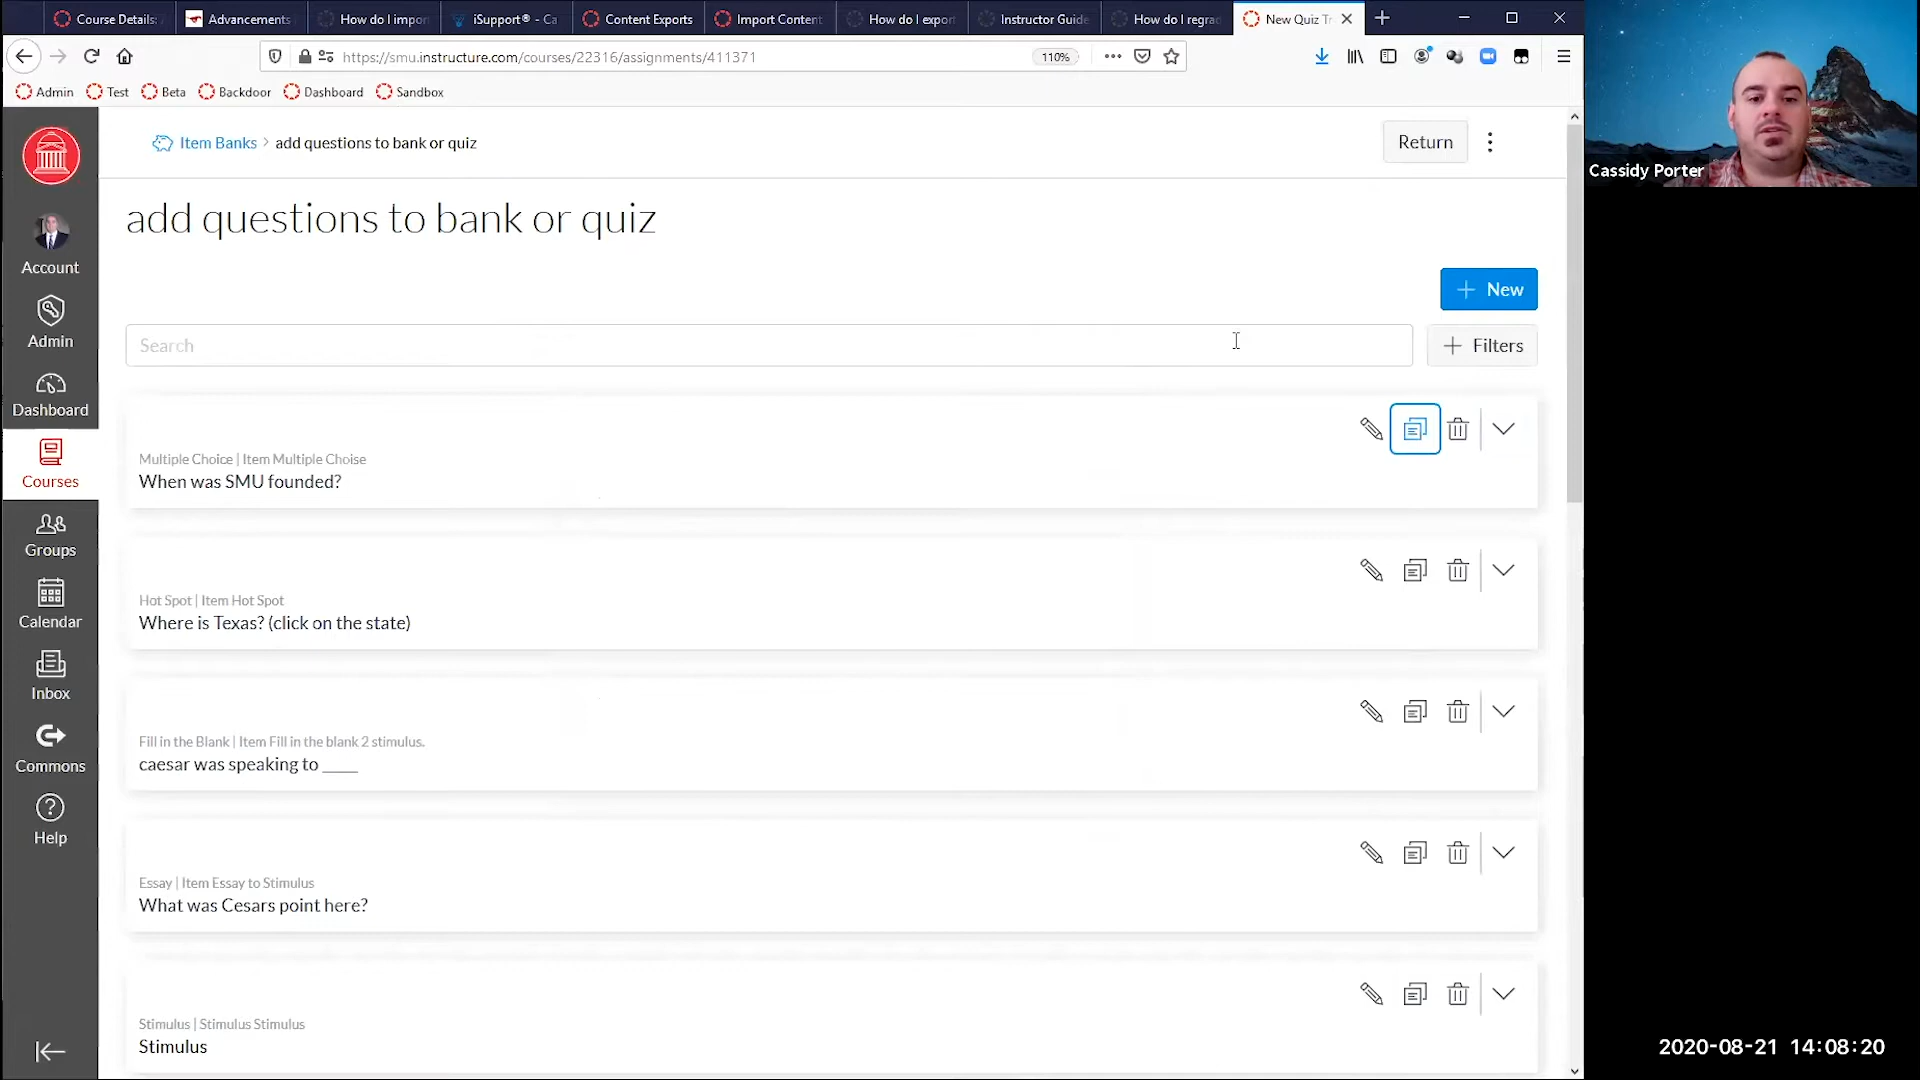 Course Details:
Advancements
How do I impor
iSupport® - Ca
Content Exports
Import Content
How do I export
Instructor Guide
How do I regrad
New Quiz Tr
https://smu.instructure.com/courses/22316/assignments/411371
110%
Admin
Test
Beta
Backdoor
Dashboard
Sandbox
Item Banks > add questions to bank or quiz
Return
add questions to bank or quiz
+ New
Search
+ Filters
Account
Admin
Dashboard
Courses
Groups
Calendar
Inbox
Commons
Help
Multiple Choice | Item Multiple Choise
When was SMU founded?
Hot Spot | Item Hot Spot
Where is Texas? (click on the state)
Fill in the Blank | Item Fill in the blank 2 stimulus.
caesar was speaking to ____
Essay | Item Essay to Stimulus
What was Cesars point here?
Stimulus | Stimulus Stimulus
Stimulus
Cassidy Porter
2020-08-21 14:08:20